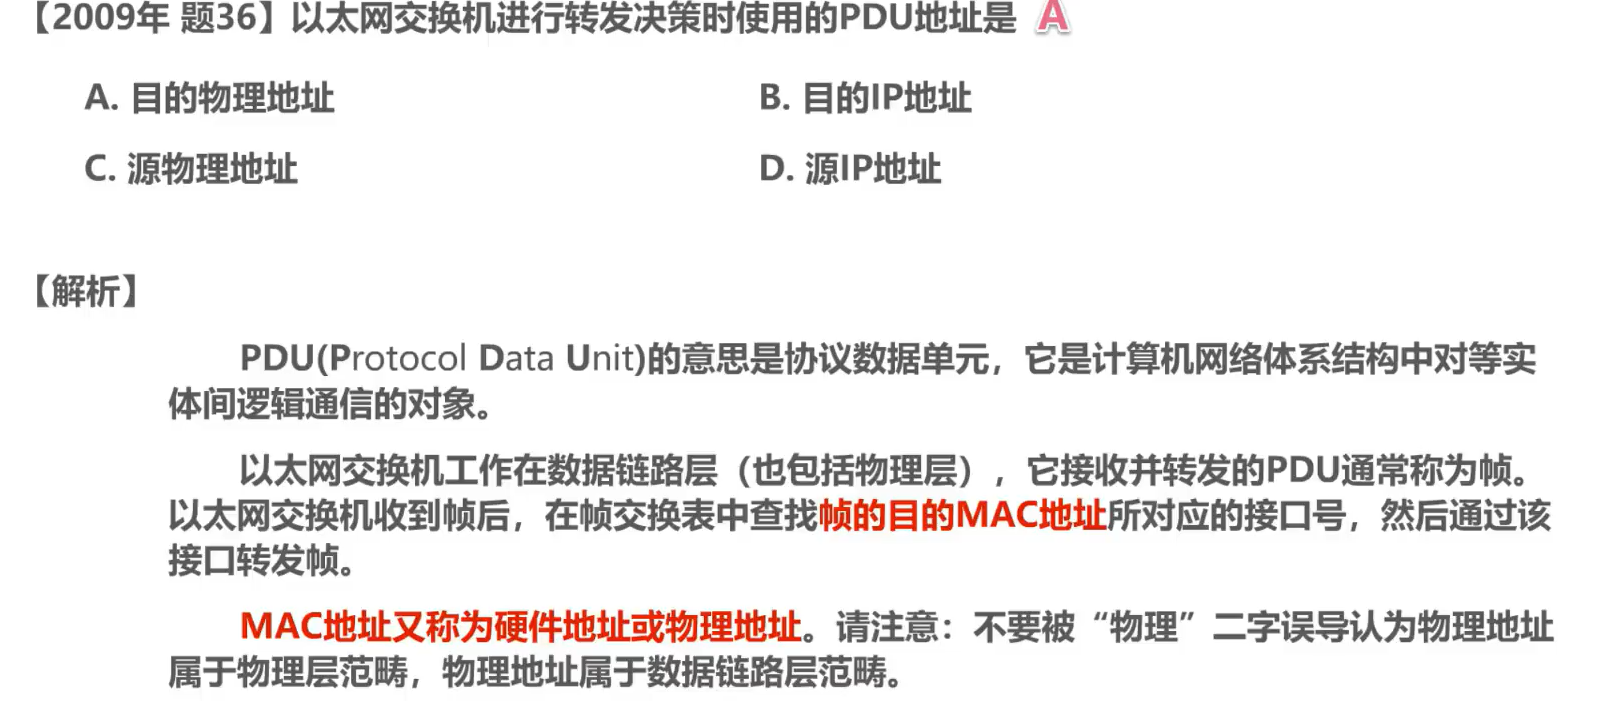 【2009年 题36】以太网交换机进行转发决策时使用的PDU地址是 A
A. 目的物理地址
B. 目的IP地址
C. 源物理地址
D. 源IP地址
【解析】
PDU(Protocol Data Unit)的意思是协议数据单元，它是计算机网络体系结构中对等实
体间逻辑通信的对象。
以太网交换机工作在数据链路层（也包括物理层），它接收并转发的PDU通常称为帧。
以太网交换机收到帧后，在帧交换表中查找帧的目的MAC地址所对应的接口号，然后通过该
接口转发帧。
MAC地址又称为硬件地址或物理地址。请注意：不要被“物理”二字误导认为物理地址
属于物理层范畴，物理地址属于数据链路层范畴。